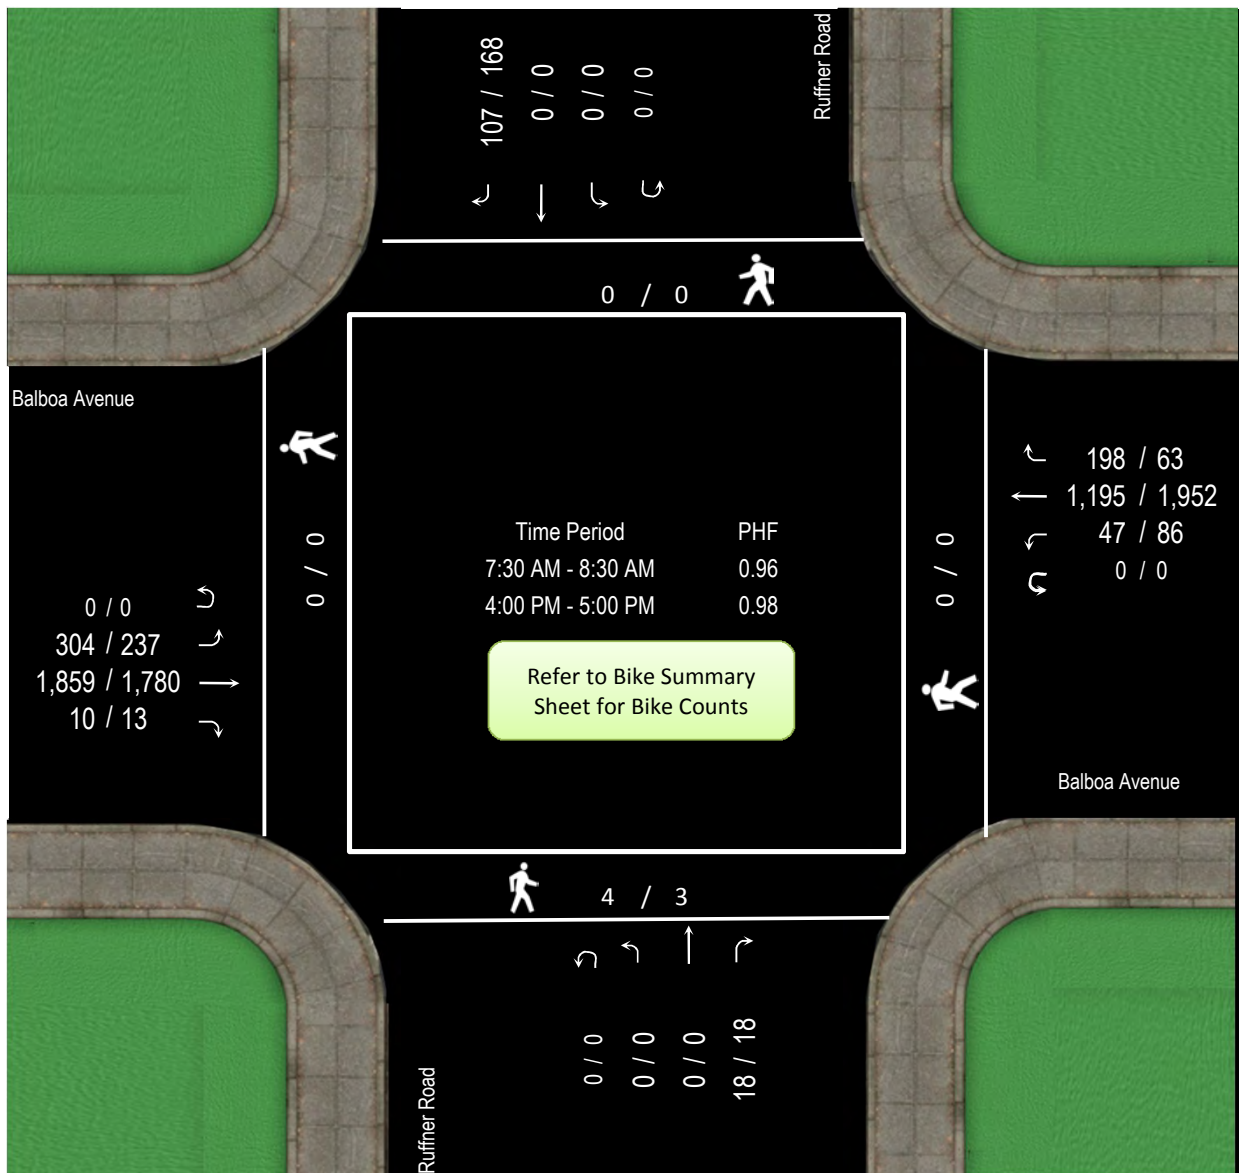 Ruffner Road
107 / 168
0 / 0
0 / 0
0 / 0
0 / 0
Balboa Avenue
198 / 63
1,195 / 1,952
47 / 86
0 / 0
0 / 0
0 / 0
Time Period PHF
7:30 AM - 8:30 AM 0.96
4:00 PM - 5:00 PM 0.98
0 / 0
304 / 237
1,859 / 1,780
10 / 13
Refer to Bike Summary
Sheet for Bike Counts
Balboa Avenue
4 / 3
0 / 0
0 / 0
0 / 0
18 / 18
Ruffner Road